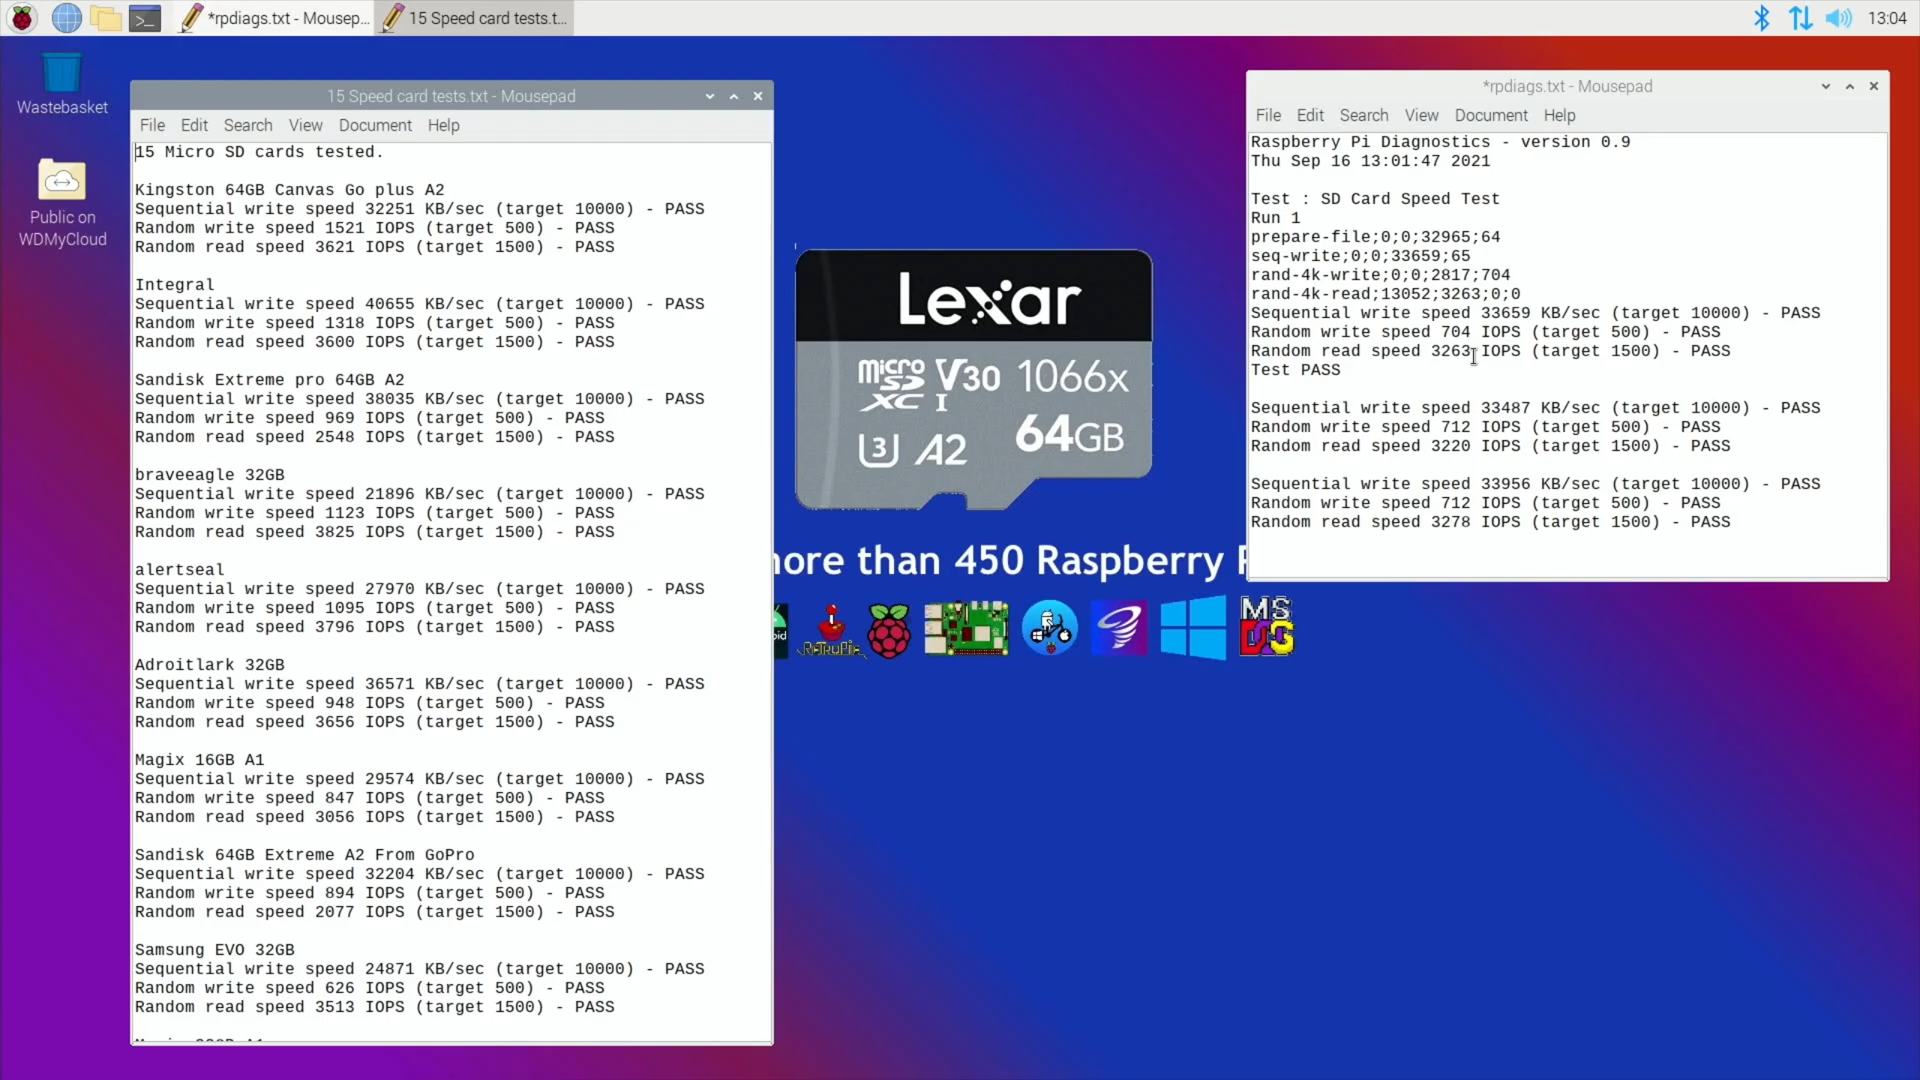 *rpdiags.txt - Mousep...
15 Speed card tests.t...
13:04
Wastebasket
Public on
WDMyCloud
15 Speed card tests.txt - Mousepad
File Edit Search View Document Help
15 Micro SD cards tested.
Kingston 64GB Canvas Go plus A2
Sequential write speed 32251 KB/sec (target 10000) - PASS
Random write speed 1521 IOPS (target 500) - PASS
Random read speed 3621 IOPS (target 1500) - PASS
Integral
Sequential write speed 40655 KB/sec (target 10000) - PASS
Random write speed 1318 IOPS (target 500) - PASS
Random read speed 3600 IOPS (target 1500) - PASS
Sandisk Extreme pro 64GB A2
Sequential write speed 38035 KB/sec (target 10000) - PASS
Random write speed 969 IOPS (target 500) - PASS
Random read speed 2548 IOPS (target 1500) - PASS
braveeagle 32GB
Sequential write speed 21896 KB/sec (target 10000) - PASS
Random write speed 1123 IOPS (target 500) - PASS
Random read speed 3825 IOPS (target 1500) - PASS
alertseal
Sequential write speed 27970 KB/sec (target 10000) - PASS
Random write speed 1095 IOPS (target 500) - PASS
Random read speed 3796 IOPS (target 1500) - PASS
Adroitlark 32GB
Sequential write speed 36571 KB/sec (target 10000) - PASS
Random write speed 948 IOPS (target 500) - PASS
Random read speed 3656 IOPS (target 1500) - PASS
Magix 16GB A1
Sequential write speed 29574 KB/sec (target 10000) - PASS
Random write speed 847 IOPS (target 500) - PASS
Random read speed 3056 IOPS (target 1500) - PASS
Sandisk 64GB Extreme A2 From GoPro
Sequential write speed 32204 KB/sec (target 10000) - PASS
Random write speed 894 IOPS (target 500) - PASS
Random read speed 2077 IOPS (target 1500) - PASS
Samsung EVO 32GB
Sequential write speed 24871 KB/sec (target 10000) - PASS
Random write speed 626 IOPS (target 500) - PASS
Random read speed 3513 IOPS (target 1500) - PASS
Lexar
micro SD XC I V30 1066x
U3 A2 64GB
more than 450 Raspberry
RETROPie
MS
*rpdiags.txt - Mousepad
File Edit Search View Document Help
Raspberry Pi Diagnostics - version 0.9
Thu Sep 16 13:01:47 2021
Test : SD Card Speed Test
Run 1
prepare-file;0;0;32965;64
seq-write;0;0;33659;65
rand-4k-write;0;0;2817;704
rand-4k-read;13052;3263;0;0
Sequential write speed 33659 KB/sec (target 10000) - PASS
Random write speed 704 IOPS (target 500) - PASS
Random read speed 3263 IOPS (target 1500) - PASS
Test PASS
Sequential write speed 33487 KB/sec (target 10000) - PASS
Random write speed 712 IOPS (target 500) - PASS
Random read speed 3220 IOPS (target 1500) - PASS
Sequential write speed 33956 KB/sec (target 10000) - PASS
Random write speed 712 IOPS (target 500) - PASS
Random read speed 3278 IOPS (target 1500) - PASS